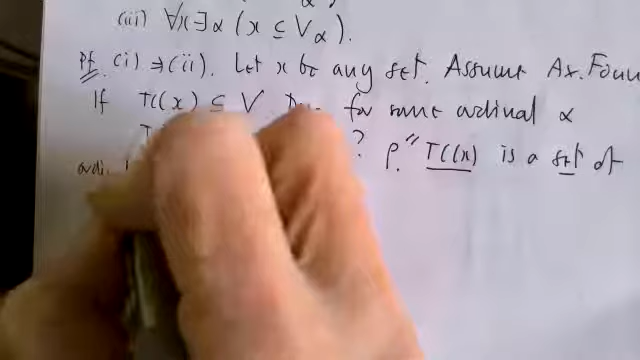 (iii) ∀x∃α (x ⊆ V_α).
Pf. (i) ⇒ (ii). Let x be any set. Assume Ax. Foun
If TC(x) ⊆ V for some ordinal α
? ρ"TC(x) is a set of